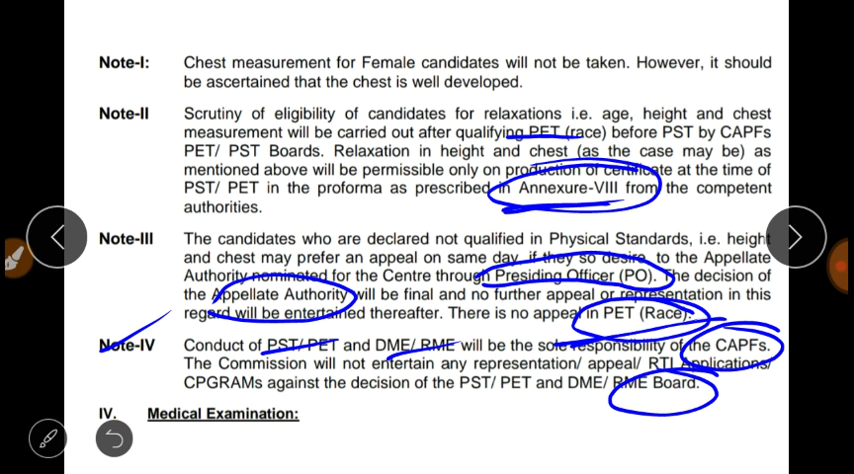 Note-I: Chest measurement for Female candidates will not be taken. However, it should
be ascertained that the chest is well developed.
Note-II Scrutiny of eligibility of candidates for relaxations i.e. age, height and chest
measurement will be carried out after qualifying PET (race) before PST by CAPFs
PET/ PST Boards. Relaxation in height and chest (as the case may be) as
mentioned above will be permissible only on production of certificate at the time of
PST/ PET in the proforma as prescribed in Annexure-VIII from the competent
authorities.
Note-III The candidates who are declared not qualified in Physical Standards, i.e. height
and chest may prefer an appeal on same day, if they so desire, to the Appellate
Authority nominated for the Centre through Presiding Officer (PO). The decision of
the Appellate Authority will be final and no further appeal or representation in this
regard will be entertained thereafter. There is no appeal in PET (Race).
Note-IV Conduct of PST/ PET and DME/ RME will be the sole responsibility of the CAPFs.
The Commission will not entertain any representation/ appeal/ RTI Applications/
CPGRAMs against the decision of the PST/ PET and DME/ RME Board.
IV. Medical Examination: